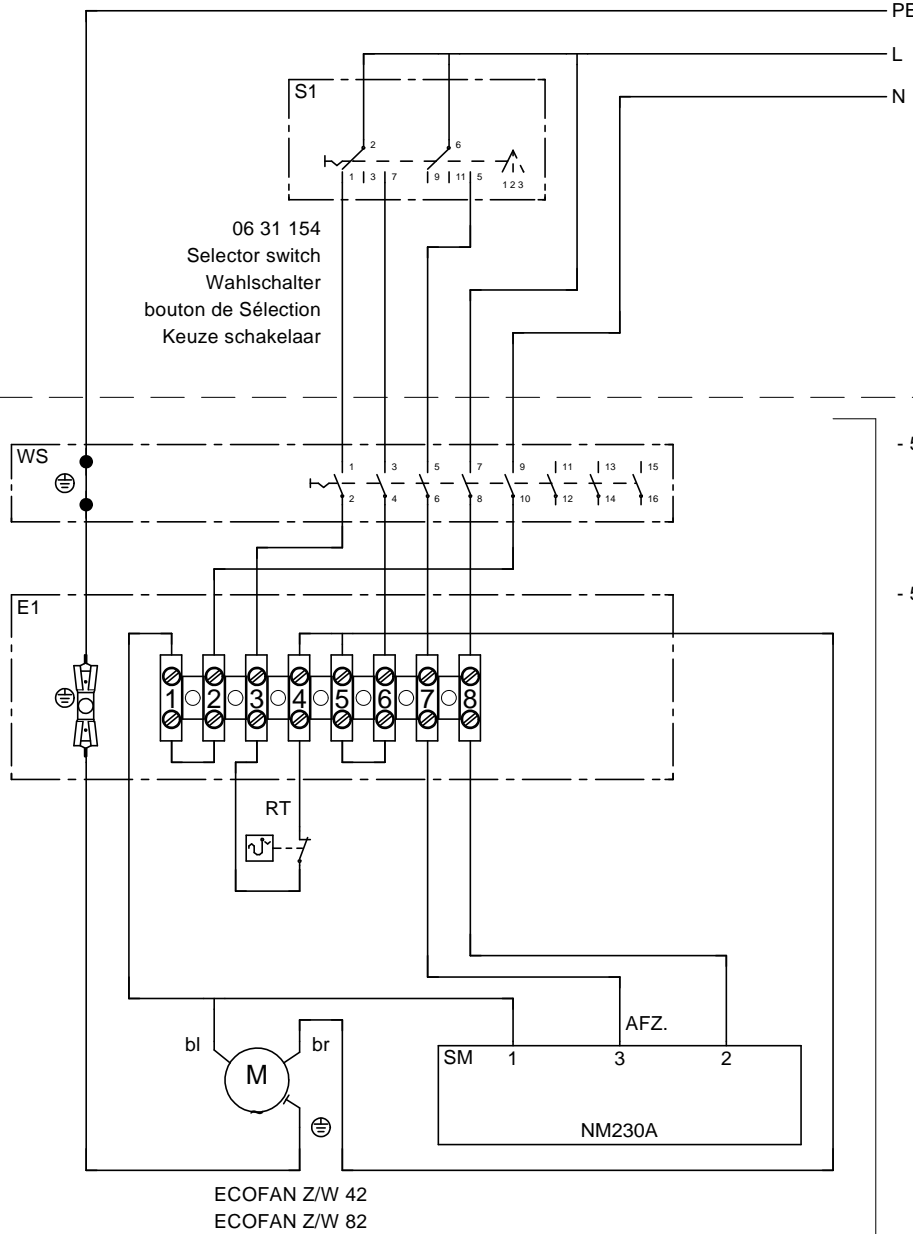 PE
L
N
S1
2 6
1 3 7 9 11 5 1 2 3
06 31 154
Selector switch
Wahlschalter
bouton de Sélection
Keuze schakelaar
- 5
WS
1 3 5 7 9 11 13 15
2 4 6 8 10 12 14 16
- 5
E1
1 2 3 4 5 6 7 8
RT
AFZ.
bl br
SM 1 3 2
M
NM230A
ECOFAN Z/W 42
ECOFAN Z/W 82